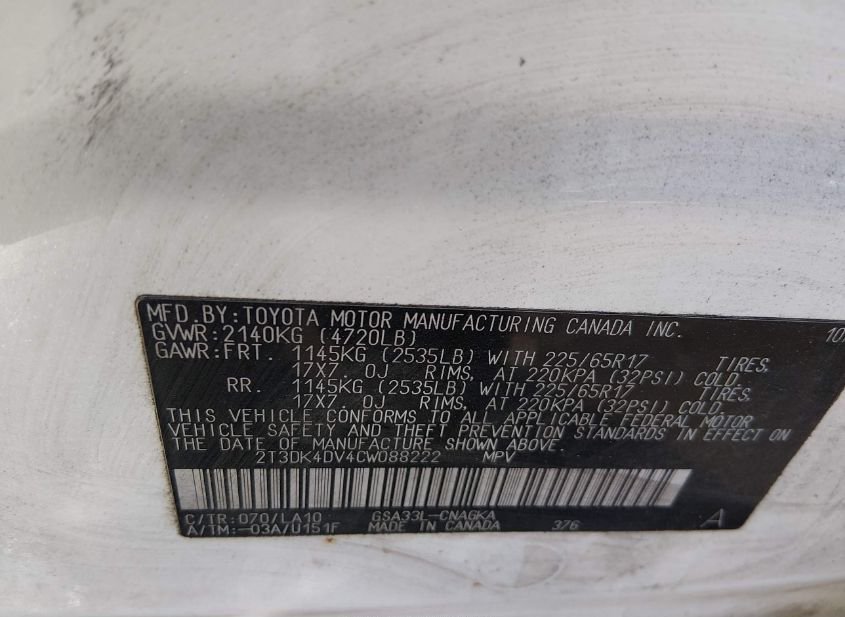 MFD.BY:TOYOTA MOTOR MANUFACTURING CANADA INC. 10
GVWR:2140KG (4720LB)
GAWR:FRT. 1145KG (2535LB) WITH 225/65R17 TIRES,
17X7.0J RIMS, AT 220KPA (32PSI) COLD.
RR. 1145KG (2535LB) WITH 225/65R17 TIRES.
17X7.0J RIMS, AT 220KPA (32PSI) COLD.
THIS VEHICLE CONFORMS TO ALL APPLICABLE FEDERAL MOTOR
VEHICLE SAFETY AND THEFT PREVENTION STANDARDS IN EFFECT ON
THE DATE OF MANUFACTURE SHOWN ABOVE.
2T3DK4DV4CW088222 MPV
C/TR:070/LA10 GSA33L-CNAGKA
A/TM:-03A/U151F MADE IN CANADA 376 A